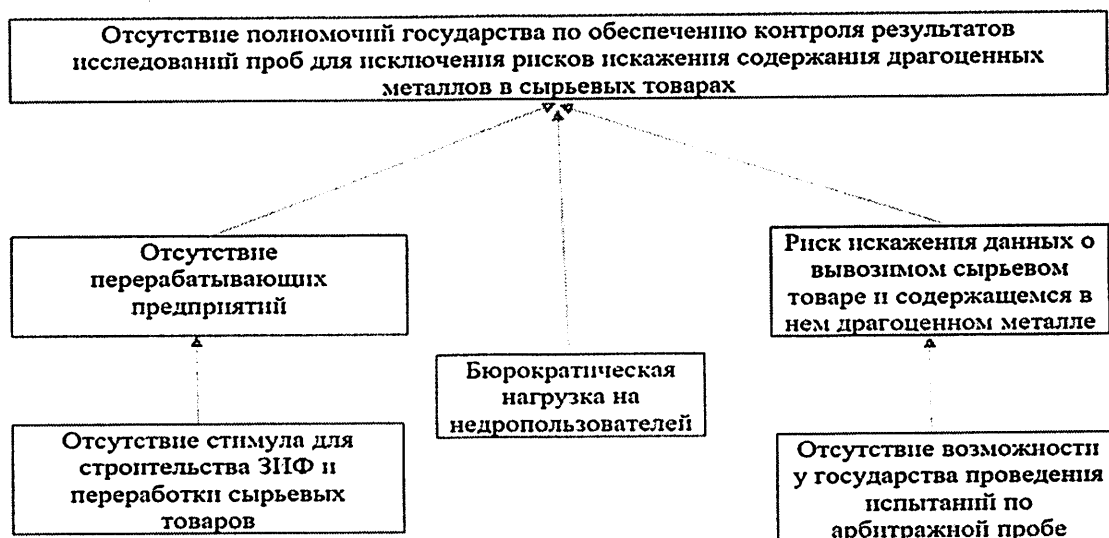 Отсутствие полномочий государства по обеспечению контроля результатов
исследований проб для исключения рисков искажения содержания драгоценных
металлов в сырьевых товарах
Отсутствие
перерабатывающих
предприятий
Риск искажения данных о
вывозимом сырьевом
товаре и содержащемся в
нем драгоценном металле
Бюрократическая
нагрузка на
недропользователей
Отсутствие стимула для
строительства ЗИФ и
переработки сырьевых
товаров
Отсутствие возможности
у государства проведения
испытаний по
арбитражной пробе